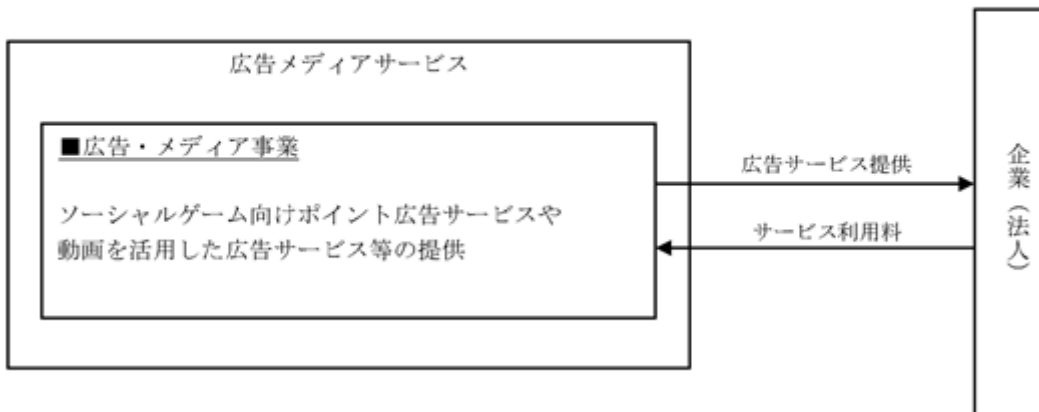 広告メディアサービス
■広告・メディア事業
ソーシャルゲーム向けポイント広告サービスや
動画を活用した広告サービス等の提供
広告サービス提供
サービス利用料
企業（法人）